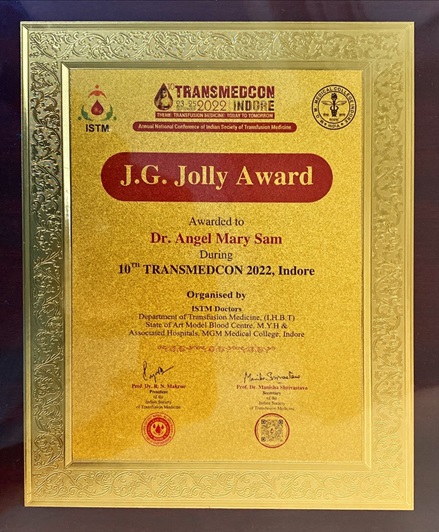 TRANSMEDCON
2022 INDORE
THEME: TRANSFUSION MEDICINE: TODAY TO TOMORROW
ISTM
Annual National Conference of Indian Society of Transfusion Medicine
J.G. Jolly Award
Awarded to
Dr. Angel Mary Sam
During
10TH TRANSMEDCON 2022, Indore
Organised by
ISTM Doctors
Department of Transfusion Medicine, (I.H.B.T)
State of Art Model Blood Centre, M.Y.H &
Associated Hospitals, MGM Medical College, Indore
Prof. Dr.
President
of the
Indian Society
of Transfusion Medicine
Prof. Dr. Manisha Shrivastava
Secretary
of the
Indian Society
of Transfusion Medicine